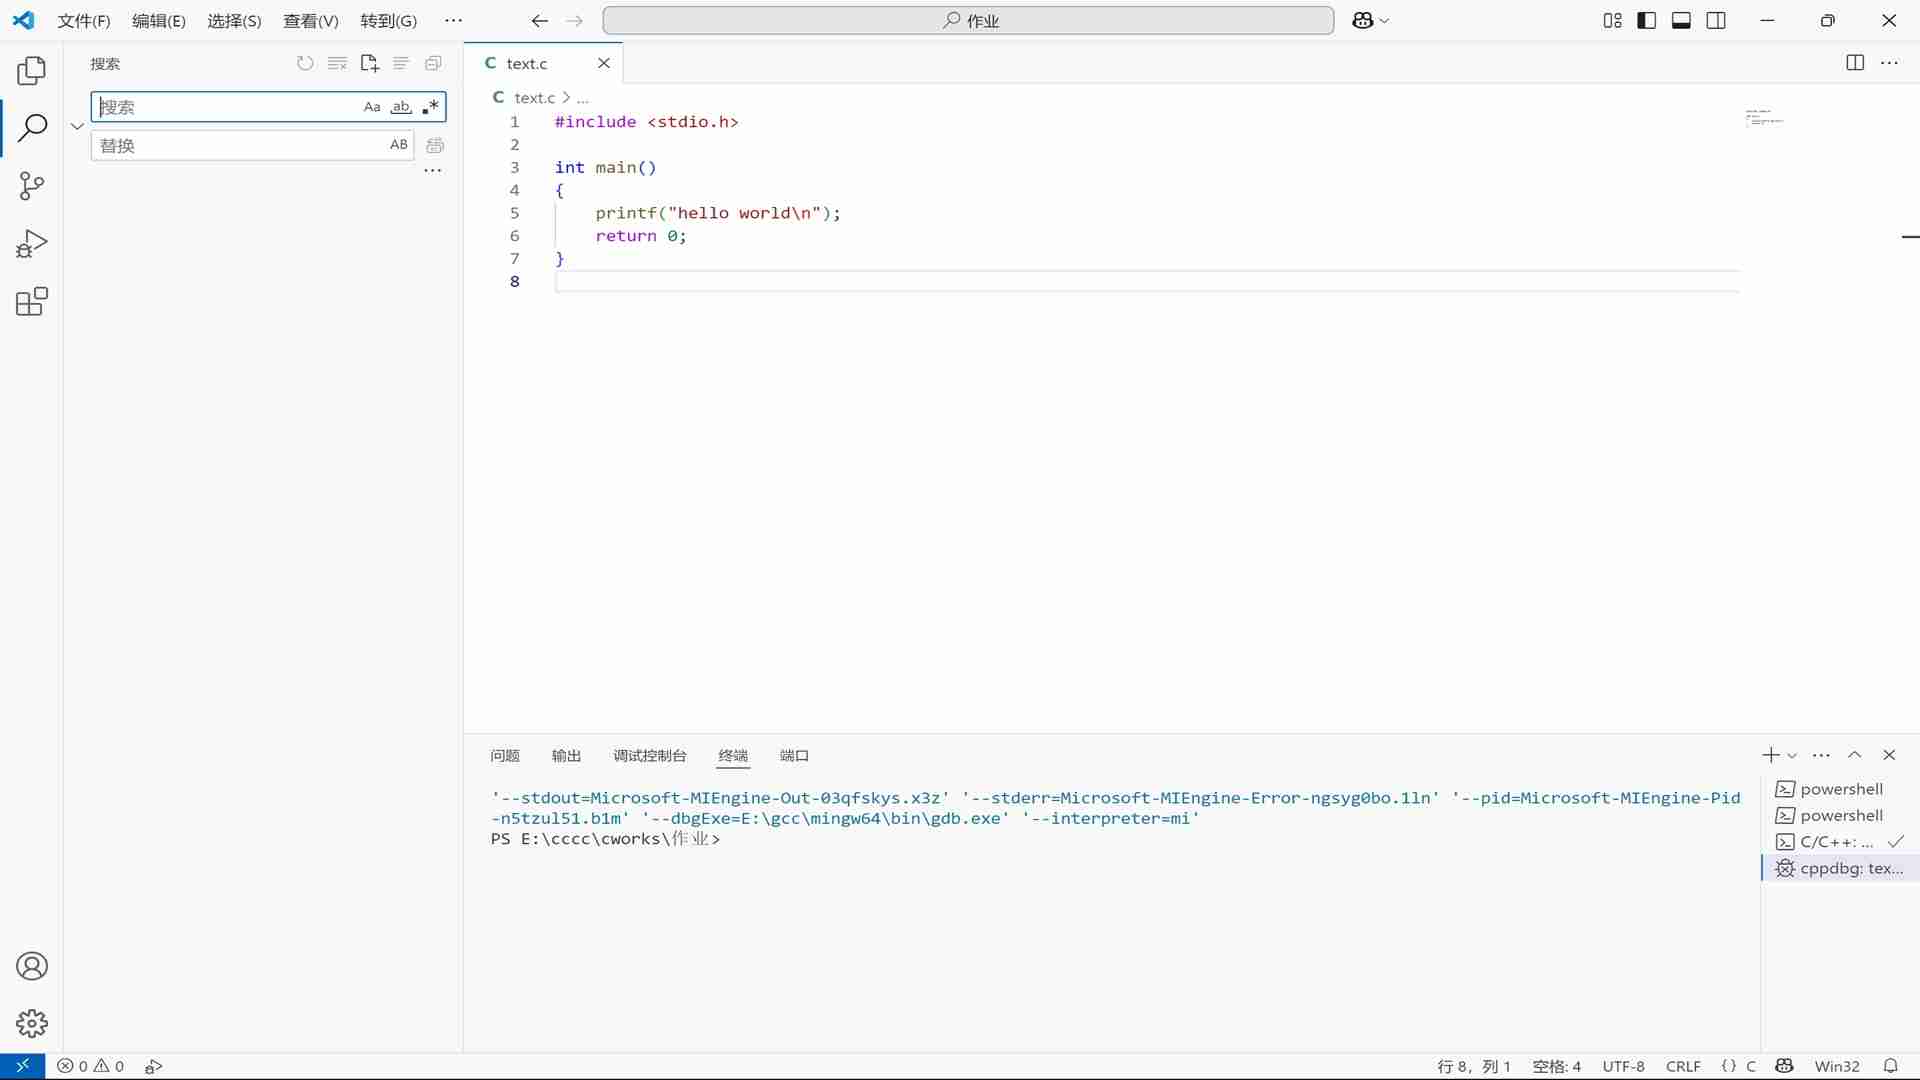 文件(F) 编辑(E) 选择(S) 查看(V) 转到(G) ··· 作业
搜索
搜索 Aa ab .*
替换 AB
···
text.c
text.c > ...
1 #include <stdio.h>
2
3 int main()
4 {
5     printf("hello world\n");
6     return 0;
7 }
8
问题 输出 调试控制台 终端 端口
'--stdout=Microsoft-MIEngine-Out-03qfskys.x3z' '--stderr=Microsoft-MIEngine-Error-ngsyg0bo.1ln' '--pid=Microsoft-MIEngine-Pid
-n5tzul51.b1m' '--dbgExe=E:\gcc\mingw64\bin\gdb.exe' '--interpreter=mi'
PS E:\cccc\cworks\作业>
powershell
powershell
C/C++: ...
cppdbg: tex...
0 0 行 8，列 1 空格: 4 UTF-8 CRLF {} C Win32